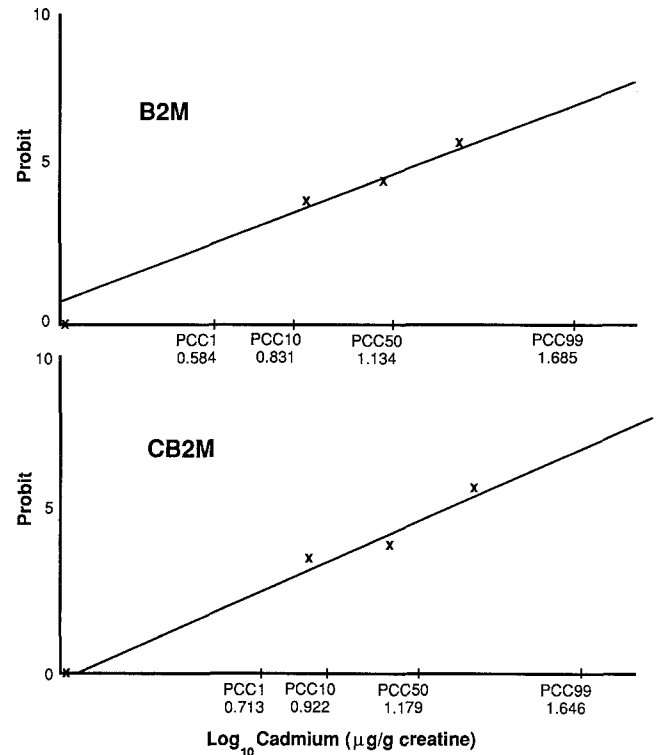 10
B2M
Probit
5
0
PCC1 PCC10 PCC50 PCC99
0.584 0.831 1.134 1.685
10
CB2M
Probit
5
0
PCC1 PCC10 PCC50 PCC99
0.713 0.922 1.179 1.646
Log10 Cadmium (μg/g creatine)